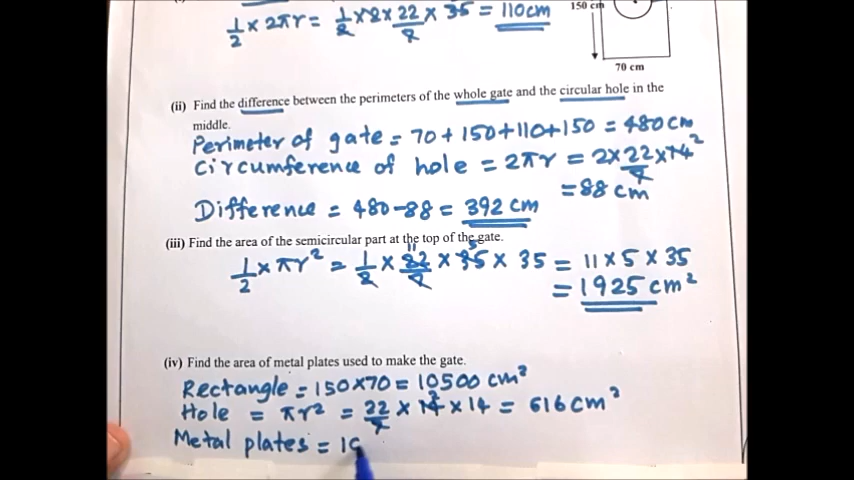 1/2 × 2πr = 1/2 × 2 × 22/7 × 35 = 110cm
150 cm
70 cm
(ii) Find the difference between the perimeters of the whole gate and the circular hole in the
middle.
Perimeter of gate = 70 + 150 + 110 + 150 = 480 cm
Circumference of hole = 2πr = 2 × 22/7 × 14 2
= 88 cm
Difference = 480 - 88 = 392 cm
(iii) Find the area of the semicircular part at the top of the gate.
1/2 × πr² = 1/2 × 22/7 × 35 × 35 = 11 × 5 × 35
11 5
= 1925 cm²
(iv) Find the area of metal plates used to make the gate.
Rectangle = 150 × 70 = 10500 cm²
Hole = πr² = 22/7 × 14 × 14 = 616 cm²
2
Metal plates = 19